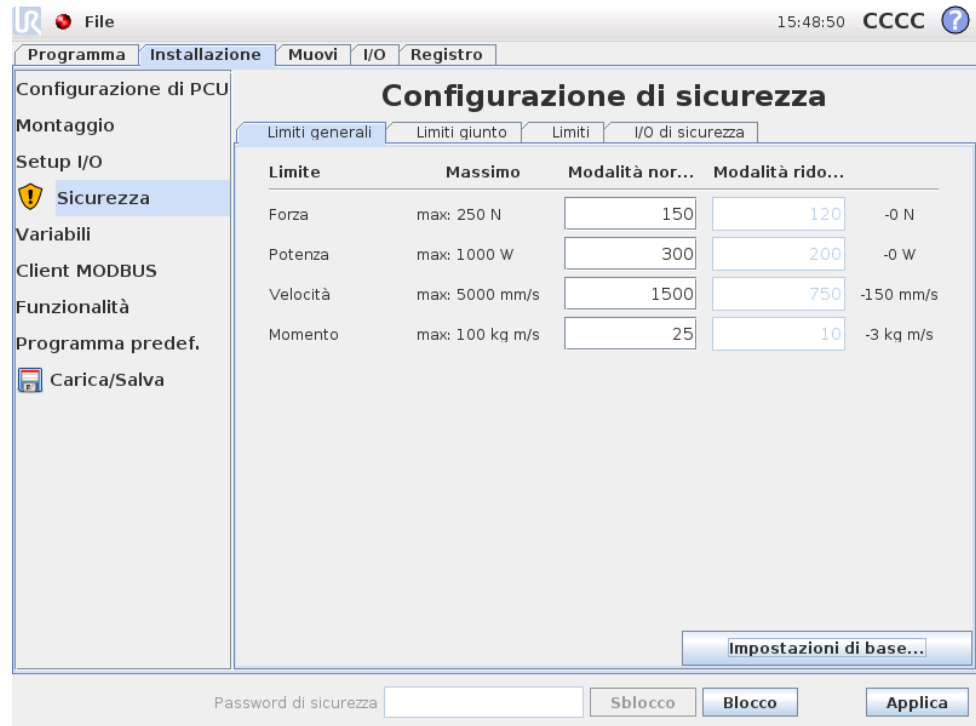 UR File 15:48:50 CCCC ?
Programma Installazione Muovi I/O Registro
Configurazione di PCU
Montaggio
Setup I/O
Sicurezza
Variabili
Client MODBUS
Funzionalità
Programma predef.
Carica/Salva
Configurazione di sicurezza
Limiti generali Limiti giunto Limiti I/O di sicurezza
Limite Massimo Modalità nor... Modalità rido...
Forza max: 250 N 150 120 -0 N
Potenza max: 1000 W 300 200 -0 W
Velocità max: 5000 mm/s 1500 750 -150 mm/s
Momento max: 100 kg m/s 25 10 -3 kg m/s
Impostazioni di base...
Password di sicurezza Sblocco Blocco Applica